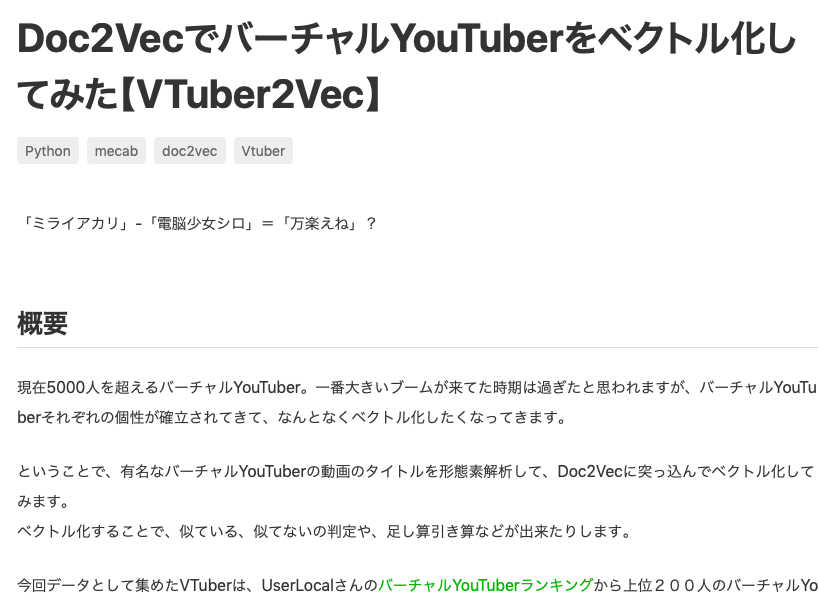 Doc2VecでバーチャルYouTuberをベクトル化し
てみた【VTuber2Vec】
Python mecab doc2vec Vtuber
「ミライアカリ」-「電脳少女シロ」＝「万楽えね」？
概要
現在5000人を超えるバーチャルYouTuber。一番大きいブームが来てた時期は過ぎたと思われますが、バーチャルYouTu
berそれぞれの個性が確立されてきて、なんとなくベクトル化したくなってきます。
ということで、有名なバーチャルYouTuberの動画のタイトルを形態素解析して、Doc2Vecに突っ込んでベクトル化して
みます。
ベクトル化することで、似ている、似てないの判定や、足し算引き算などが出来たりします。
今回データとして集めたVTuberは、UserLocalさんのバーチャルYouTuberランキングから上位２００人のバーチャルYo